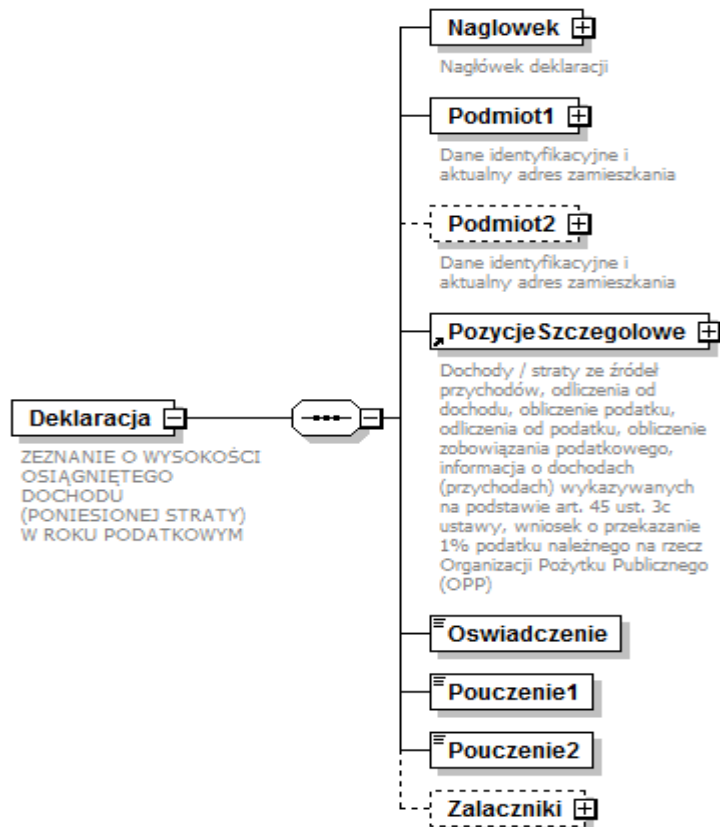 Naglowek
Nagłówek deklaracji
Podmiot1
Dane identyfikacyjne i
aktualny adres zamieszkania
Podmiot2
Dane identyfikacyjne i
aktualny adres zamieszkania
PozycjeSzczegolowe
Dochody / straty ze źródeł
przychodów, odliczenia od
dochodu, obliczenie podatku,
odliczenia od podatku, obliczenie
zobowiązania podatkowego,
informacja o dochodach
(przychodach) wykazywanych
na podstawie art. 45 ust. 3c
ustawy, wniosek o przekazanie
1% podatku należnego na rzecz
Organizacji Pożytku Publicznego
(OPP)
Deklaracja
ZEZNANIE O WYSOKOŚCI
OSIĄGNIĘTEGO
DOCHODU
(PONIESIONEJ STRATY)
W ROKU PODATKOWYM
Oswiadczenie
Pouczenie1
Pouczenie2
Zalaczniki